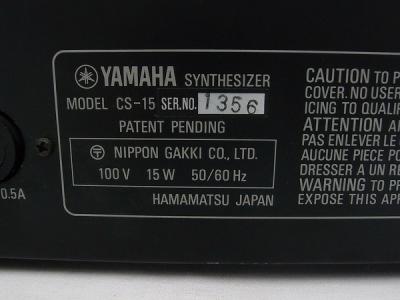 YAMAHA SYNTHESIZER
MODEL CS-15 SER.NO. 1356
PATENT PENDING
NIPPON GAKKI CO., LTD.
100 V 15 W 50/60 Hz
HAMAMATSU JAPAN
0.5A
CAUTION TO P
COVER. NO USER
ICING TO QUALIF
ATTENTION AF
PAS ENLEVER LE
AUCUNE PIECE PO
DRESSER A UN RE
WARNING TO PR
EXPOSE THIS APP